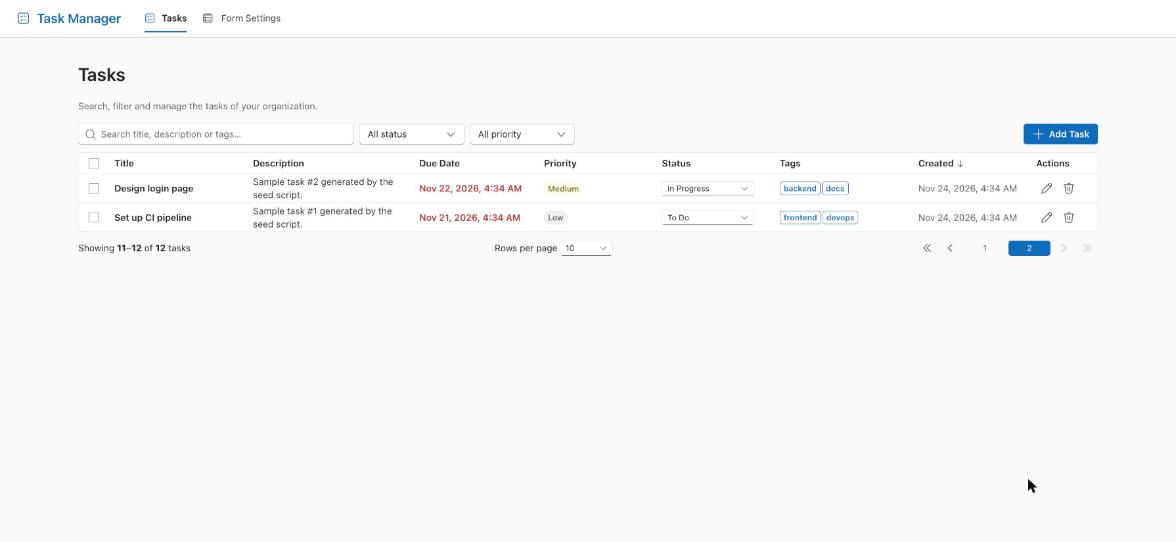 Task Manager Tasks Form Settings
Tasks
Search, filter and manage the tasks of your organization.
Search title, description or tags... All status All priority Add Task
Title Description Due Date Priority Status Tags Created ↓ Actions
Design login page Sample task #2 generated by the seed script. Nov 22, 2026, 4:34 AM Medium In Progress backend docs Nov 24, 2026, 4:34 AM
Set up CI pipeline Sample task #1 generated by the seed script. Nov 21, 2026, 4:34 AM Low To Do frontend devops Nov 24, 2026, 4:34 AM
Showing 11–12 of 12 tasks Rows per page 10 1 2